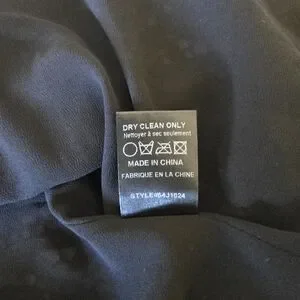 DRY CLEAN ONLY
Nettoyer à sec seulement
MADE IN CHINA
FABRIQUE EN LA CHINE
STYLE#64J1024